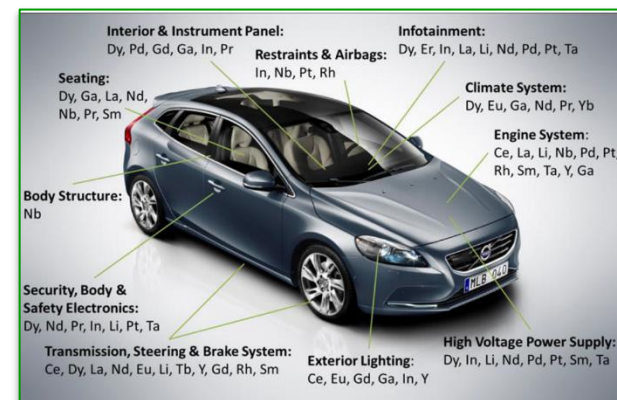 Interior & Instrument Panel:
Dy, Pd, Gd, Ga, In, Pr
Infotainment:
Dy, Er, In, La, Li, Nd, Pd, Pt, Ta
Restraints & Airbags:
In, Nb, Pt, Rh
Seating:
Dy, Ga, La, Nd,
Nb, Pr, Sm
Climate System:
Dy, Eu, Ga, Nd, Pr, Yb
Engine System:
Ce, La, Li, Nb, Pd, Pt,
Rh, Sm, Ta, Y, Ga
Body Structure:
Nb
Security, Body &
Safety Electronics:
Dy, Nd, Pr, In, Li, Pt, Ta
MLB 040
Transmission, Steering & Brake System:
Ce, Dy, La, Nd, Eu, Li, Tb, Y, Gd, Rh, Sm
Exterior Lighting:
Ce, Eu, Gd, Ga, In, Y
High Voltage Power Supply:
Dy, In, Li, Nd, Pd, Pt, Sm, Ta